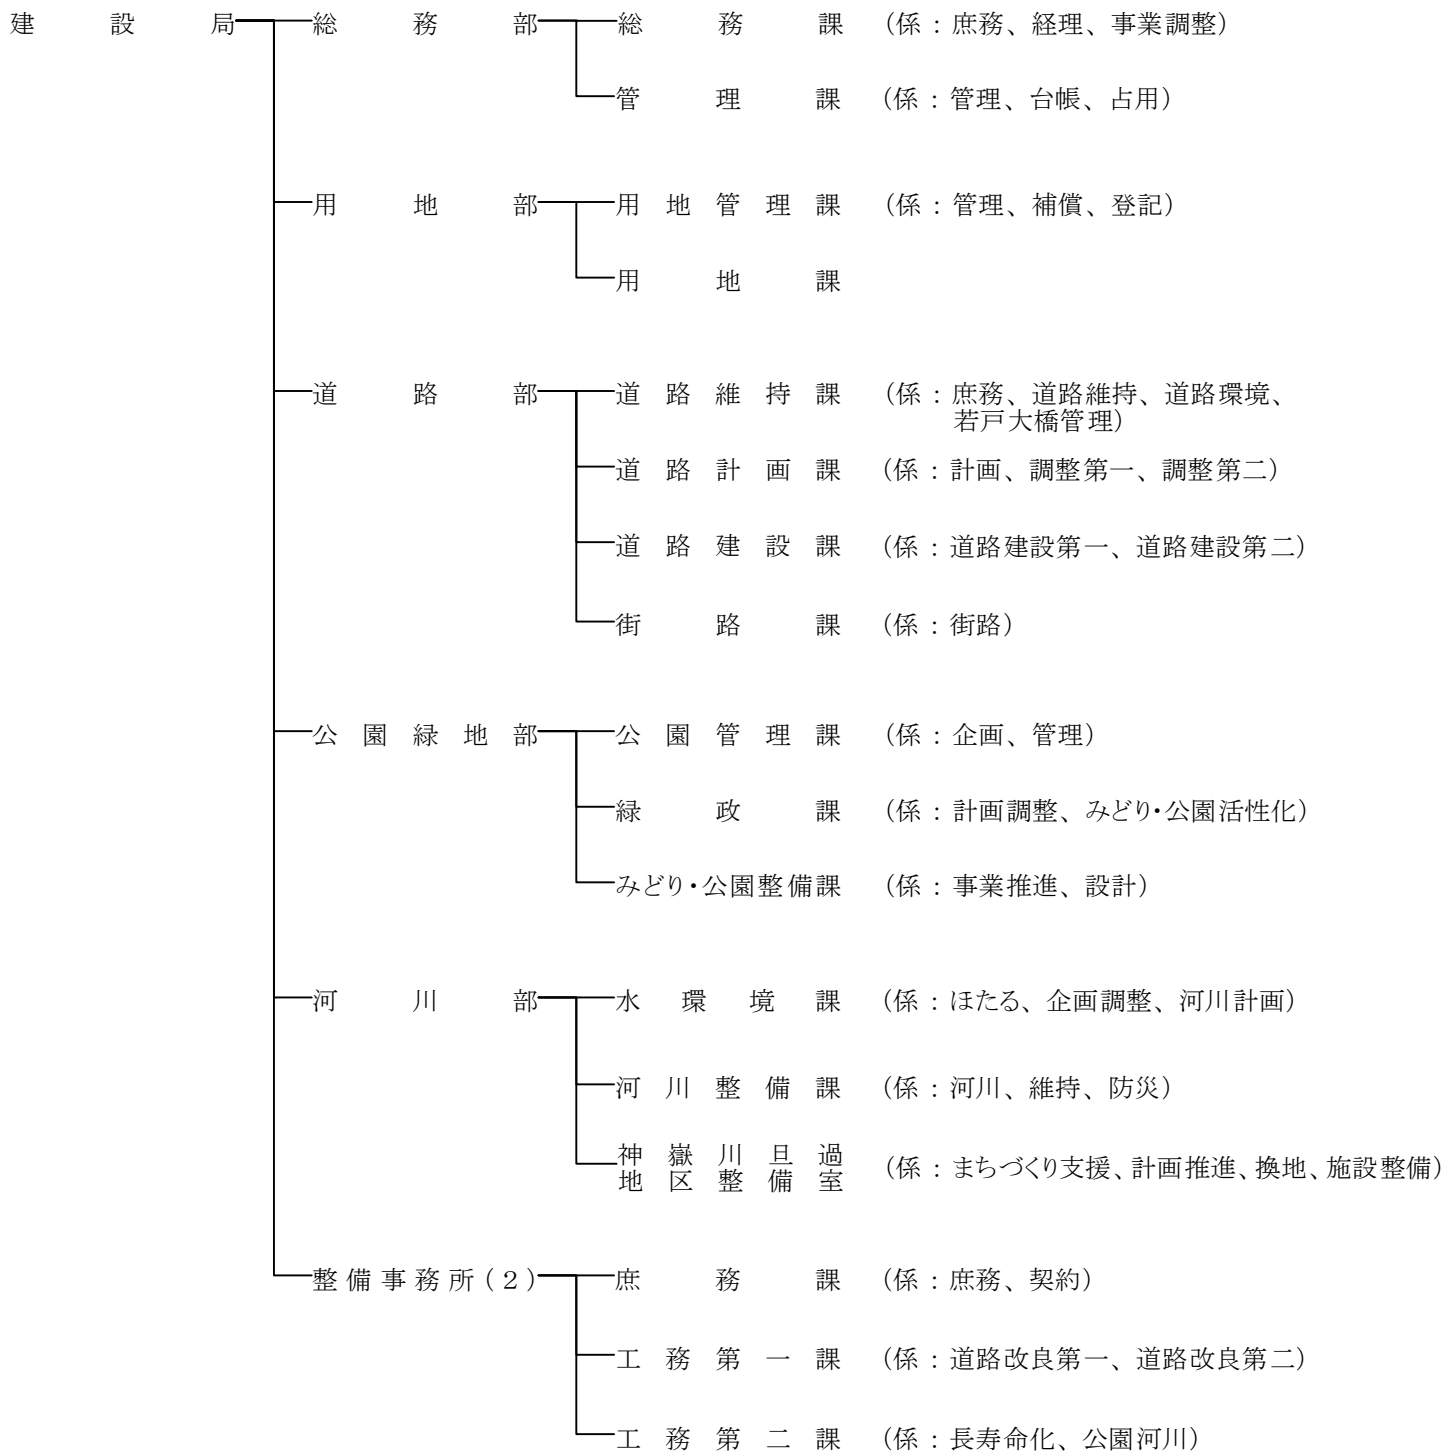 建設局 総務部 総務課 （係：庶務、経理、事業調整）
管理課 （係：管理、台帳、占用）
用地部 用地管理課 （係：管理、補償、登記）
用地課
道路部 道路維持課 （係：庶務、道路維持、道路環境、
若戸大橋管理）
道路計画課 （係：計画、調整第一、調整第二）
道路建設課 （係：道路建設第一、道路建設第二）
街路課 （係：街路）
公園緑地部 公園管理課 （係：企画、管理）
緑政課 （係：計画調整、みどり・公園活性化）
みどり・公園整備課 （係：事業推進、設計）
河川部 水環境課 （係：ほたる、企画調整、河川計画）
河川整備課 （係：河川、維持、防災）
神嶽川旦過
地区整備室 （係：まちづくり支援、計画推進、換地、施設整備）
整備事務所（２） 庶務課 （係：庶務、契約）
工務第一課 （係：道路改良第一、道路改良第二）
工務第二課 （係：長寿命化、公園河川）